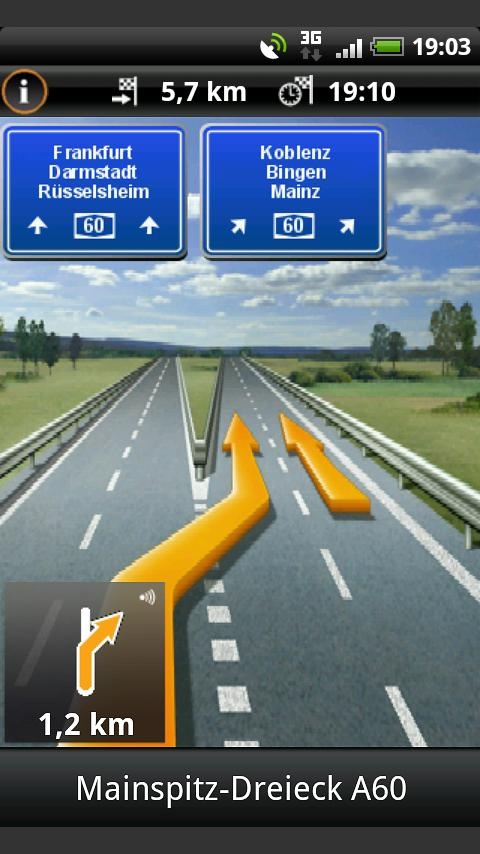 3G 19:03
i 5,7 km 19:10
Frankfurt
Darmstadt
Rüsselsheim
60
Koblenz
Bingen
Mainz
60
1,2 km
Mainspitz-Dreieck A60